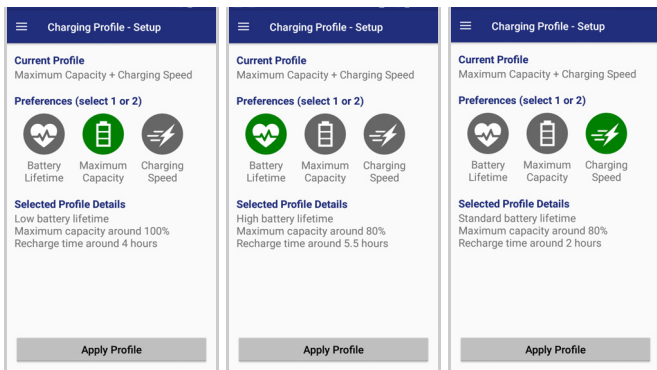 Charging Profile - Setup
Current Profile
Maximum Capacity + Charging Speed
Preferences (select 1 or 2)
Battery Lifetime
Maximum Capacity
Charging Speed
Selected Profile Details
Low battery lifetime
Maximum capacity around 100%
Recharge time around 4 hours
Apply Profile
Charging Profile - Setup
Current Profile
Maximum Capacity + Charging Speed
Preferences (select 1 or 2)
Battery Lifetime
Maximum Capacity
Charging Speed
Selected Profile Details
High battery lifetime
Maximum capacity around 80%
Recharge time around 5.5 hours
Apply Profile
Charging Profile - Setup
Current Profile
Maximum Capacity + Charging Speed
Preferences (select 1 or 2)
Battery Lifetime
Maximum Capacity
Charging Speed
Selected Profile Details
Standard battery lifetime
Maximum capacity around 80%
Recharge time around 2 hours
Apply Profile